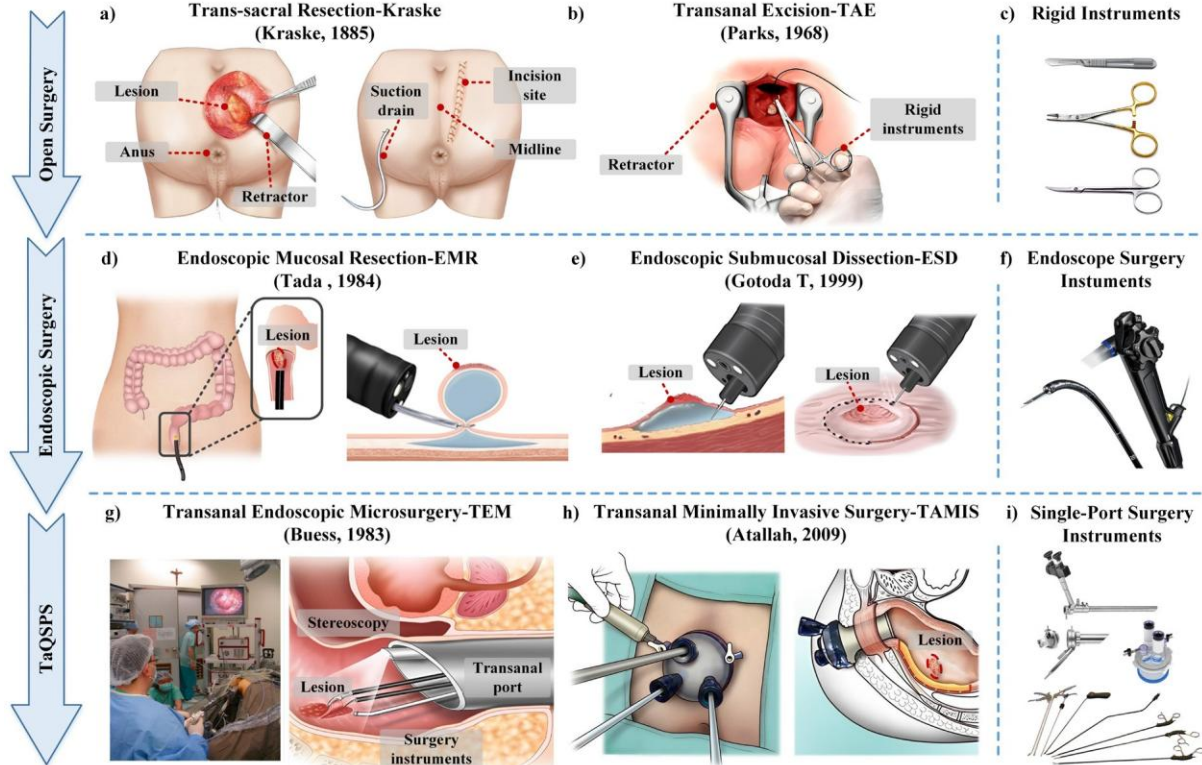 Open Surgery
a)
Trans-sacral Resection-Kraske
(Kraske, 1885)
Lesion
Anus
Retractor
Suction
drain
Incision
site
Midline
b)
Transanal Excision-TAE
(Parks, 1968)
Retractor
Rigid
instruments
c)
Rigid Instruments
Endoscopic Surgery
d)
Endoscopic Mucosal Resection-EMR
(Tada , 1984)
Lesion
Lesion
e)
Endoscopic Submucosal Dissection-ESD
(Gotoda T, 1999)
Lesion
Lesion
f)
Endoscope Surgery
Instuments
TaQSPS
g)
Transanal Endoscopic Microsurgery-TEM
(Buess, 1983)
Stereoscopy
Lesion
Transanal
port
Surgery
instruments
h)
Transanal Minimally Invasive Surgery-TAMIS
(Atallah, 2009)
Lesion
i)
Single-Port Surgery
Instruments